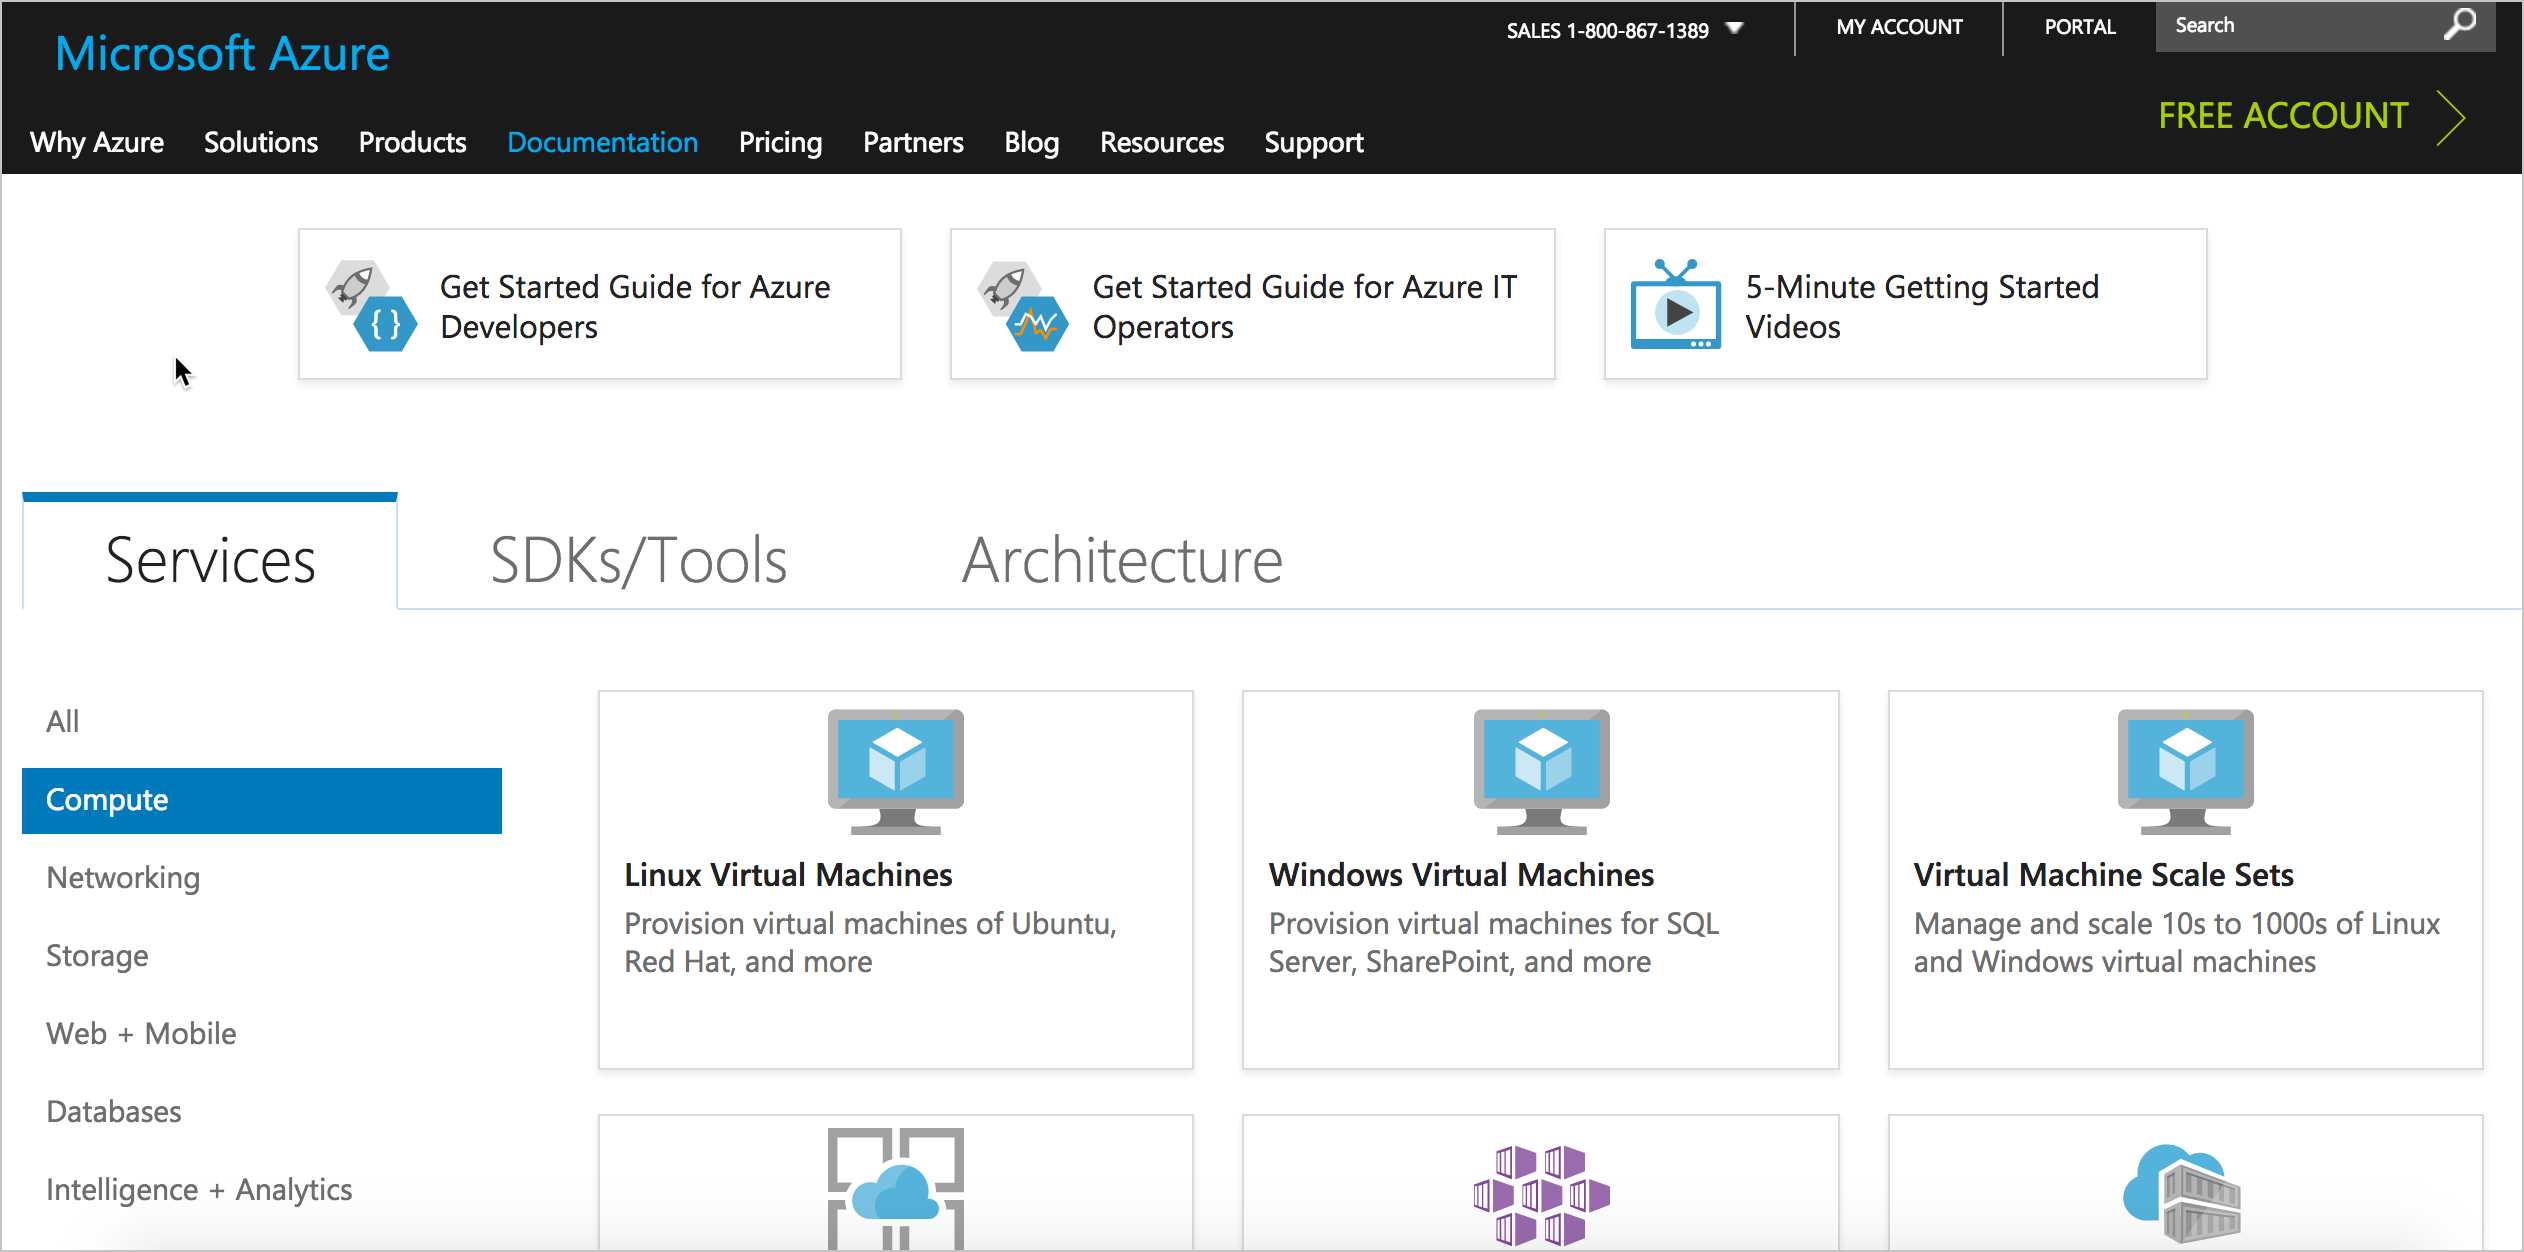 SALES 1-800-867-1389
MY ACCOUNT
PORTAL
Search
Microsoft Azure
FREE ACCOUNT
Why Azure
Solutions
Products
Documentation
Pricing
Partners
Blog
Resources
Support
Get Started Guide for Azure
Developers
Get Started Guide for Azure IT
Operators
5-Minute Getting Started
Videos
Services
SDKs/Tools
Architecture
All
Compute
Networking
Storage
Web + Mobile
Databases
Intelligence + Analytics
Linux Virtual Machines
Provision virtual machines of Ubuntu,
Red Hat, and more
Windows Virtual Machines
Provision virtual machines for SQL
Server, SharePoint, and more
Virtual Machine Scale Sets
Manage and scale 10s to 1000s of Linux
and Windows virtual machines